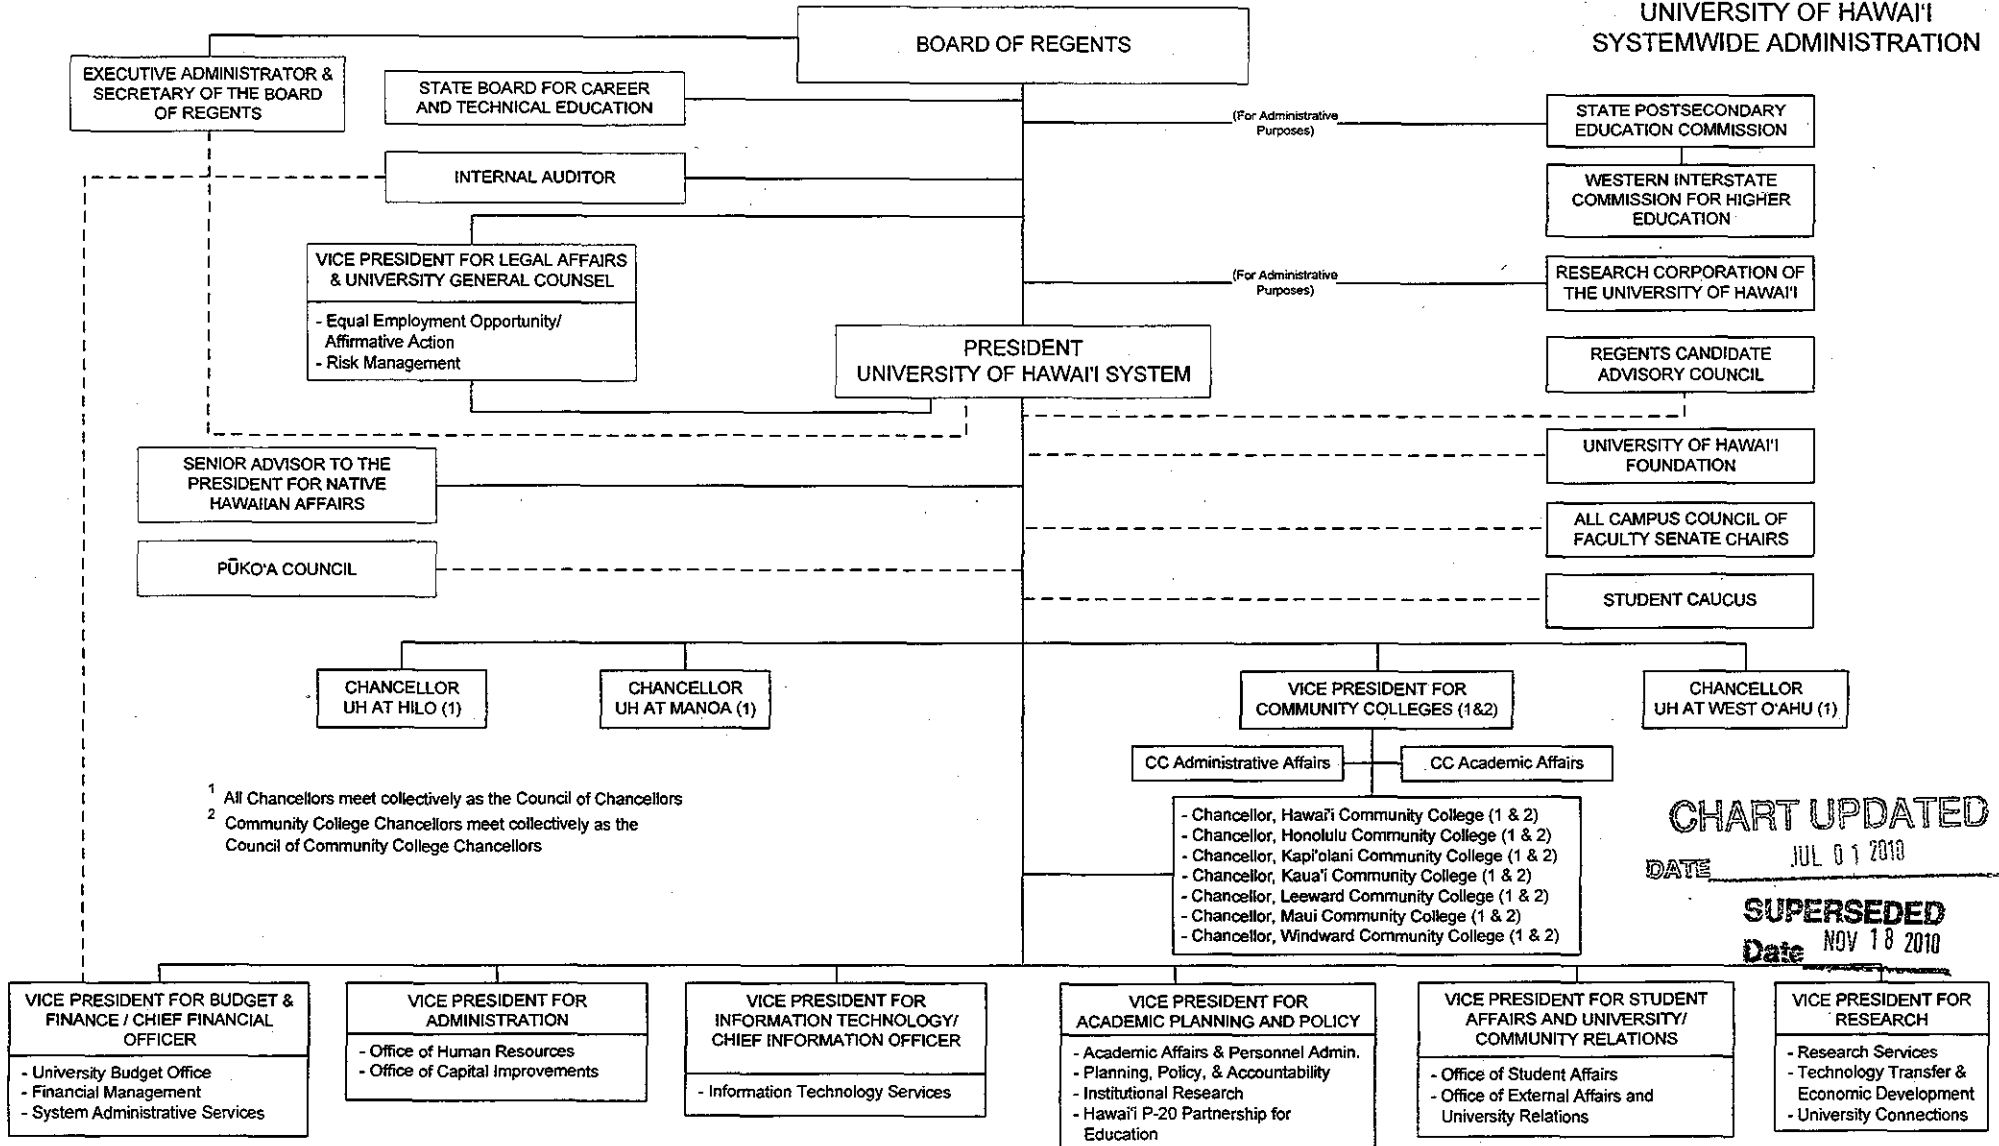 UNIVERSITY OF HAWAI'I
SYSTEMWIDE ADMINISTRATION
BOARD OF REGENTS
EXECUTIVE ADMINISTRATOR &
SECRETARY OF THE BOARD
OF REGENTS
STATE BOARD FOR CAREER
AND TECHNICAL EDUCATION
(For Administrative
Purposes)
STATE POSTSECONDARY
EDUCATION COMMISSION
INTERNAL AUDITOR
WESTERN INTERSTATE
COMMISSION FOR HIGHER
EDUCATION
VICE PRESIDENT FOR LEGAL AFFAIRS
& UNIVERSITY GENERAL COUNSEL
- Equal Employment Opportunity/
Affirmative Action
- Risk Management
(For Administrative
Purposes)
RESEARCH CORPORATION OF
THE UNIVERSITY OF HAWAI'I
PRESIDENT
UNIVERSITY OF HAWAI'I SYSTEM
REGENTS CANDIDATE
ADVISORY COUNCIL
SENIOR ADVISOR TO THE
PRESIDENT FOR NATIVE
HAWAIIAN AFFAIRS
UNIVERSITY OF HAWAI'I
FOUNDATION
ALL CAMPUS COUNCIL OF
FACULTY SENATE CHAIRS
PŪKO'A COUNCIL
STUDENT CAUCUS
CHANCELLOR
UH AT HILO (1)
CHANCELLOR
UH AT MANOA (1)
VICE PRESIDENT FOR
COMMUNITY COLLEGES (1&2)
CHANCELLOR
UH AT WEST O'AHU (1)
CC Administrative Affairs
CC Academic Affairs
1 All Chancellors meet collectively as the Council of Chancellors
2 Community College Chancellors meet collectively as the
Council of Community College Chancellors
- Chancellor, Hawai'i Community College (1 & 2)
- Chancellor, Honolulu Community College (1 & 2)
- Chancellor, Kapi'olani Community College (1 & 2)
- Chancellor, Kaua'i Community College (1 & 2)
- Chancellor, Leeward Community College (1 & 2)
- Chancellor, Maui Community College (1 & 2)
- Chancellor, Windward Community College (1 & 2)
CHART UPDATED
DATE JUL 01 2010
SUPERSEDED
Date NOV 18 2010
VICE PRESIDENT FOR BUDGET &
FINANCE / CHIEF FINANCIAL
OFFICER
- University Budget Office
- Financial Management
- System Administrative Services
VICE PRESIDENT FOR
ADMINISTRATION
- Office of Human Resources
- Office of Capital Improvements
VICE PRESIDENT FOR
INFORMATION TECHNOLOGY/
CHIEF INFORMATION OFFICER
- Information Technology Services
VICE PRESIDENT FOR
ACADEMIC PLANNING AND POLICY
- Academic Affairs & Personnel Admin.
- Planning, Policy, & Accountability
- Institutional Research
- Hawai'i P-20 Partnership for
Education
VICE PRESIDENT FOR STUDENT
AFFAIRS AND UNIVERSITY/
COMMUNITY RELATIONS
- Office of Student Affairs
- Office of External Affairs and
University Relations
VICE PRESIDENT FOR
RESEARCH
- Research Services
- Technology Transfer &
Economic Development
- University Connections